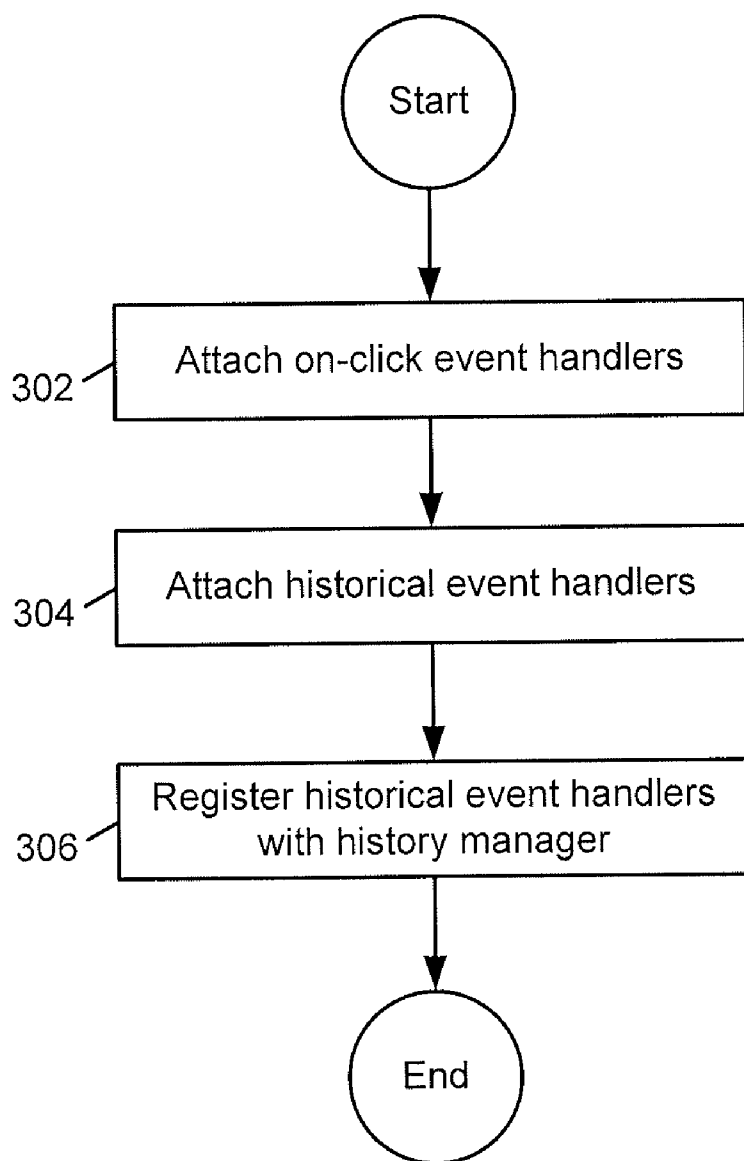 Start
302
Attach on-click event handlers
304
Attach historical event handlers
306
Register historical event handlers
with history manager
End